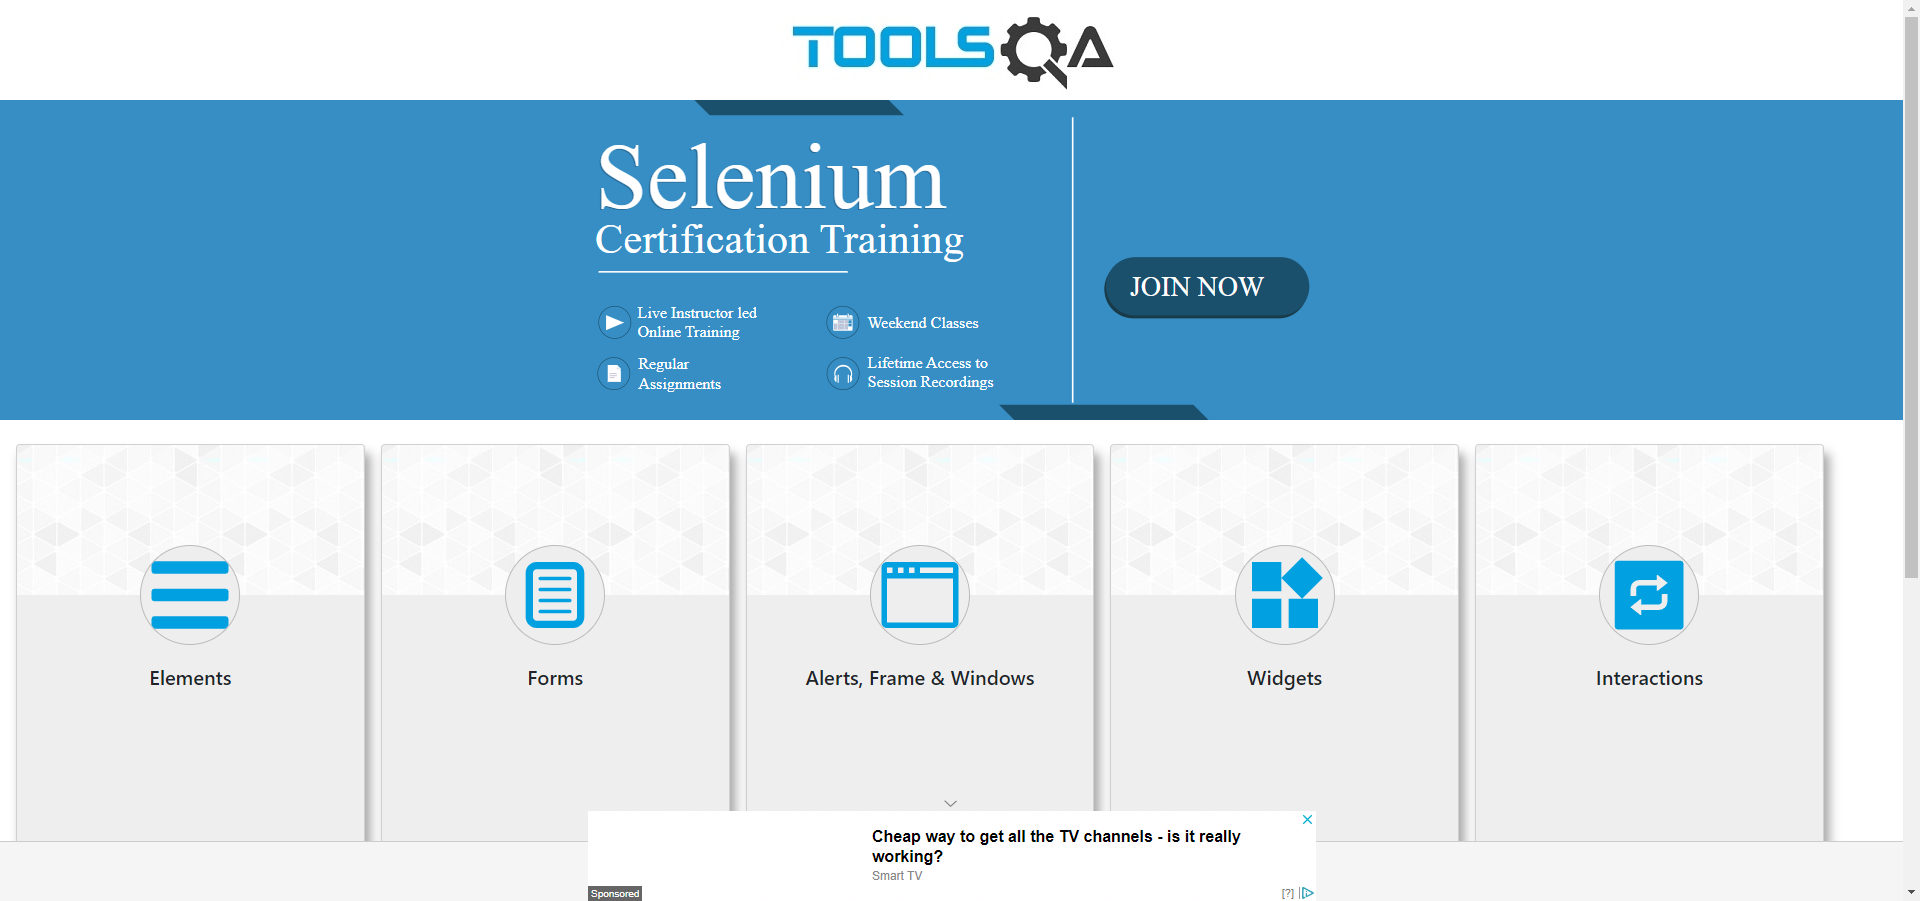 TOOLSQA
Selenium
Certification Training
Live Instructor led
Online Training
Weekend Classes
Regular
Assignments
Lifetime Access to
Session Recordings
JOIN NOW
Elements
Forms
Alerts, Frame & Windows
Widgets
Interactions
Cheap way to get all the TV channels - is it really
working?
Smart TV
Sponsored
[?]